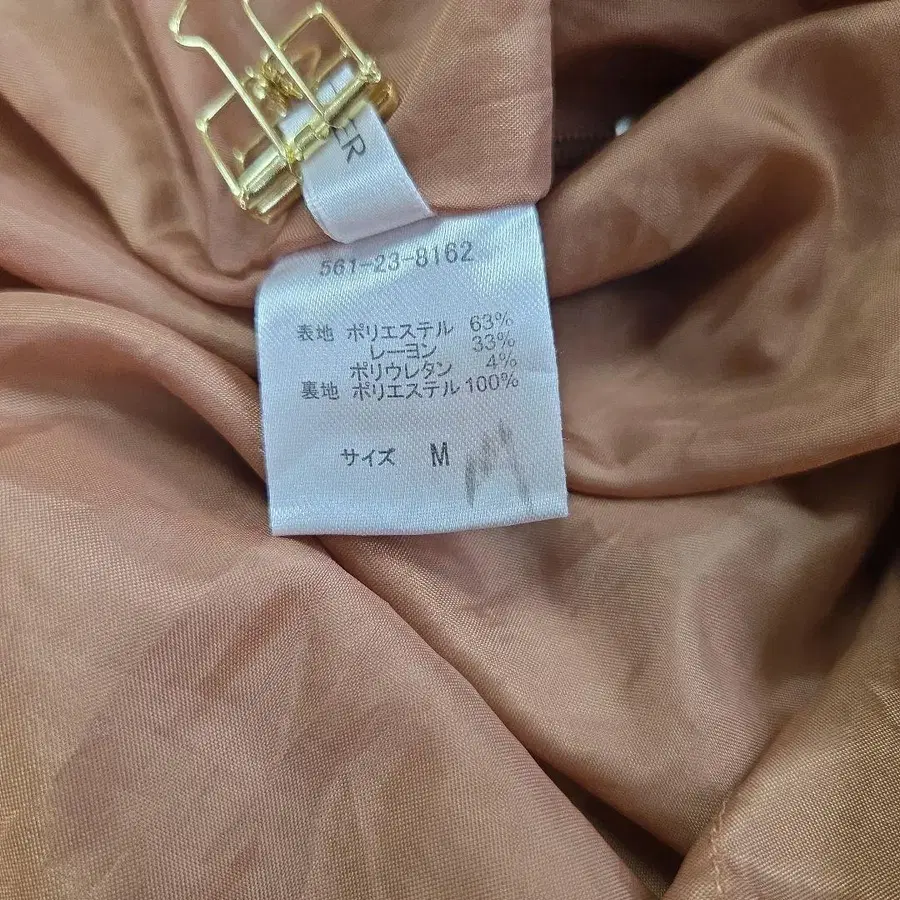 ER
561-23-8162
表地 ポリエステル 63%
レーヨン 33%
ポリウレタン 4%
裏地 ポリエステル 100%
サイズ M